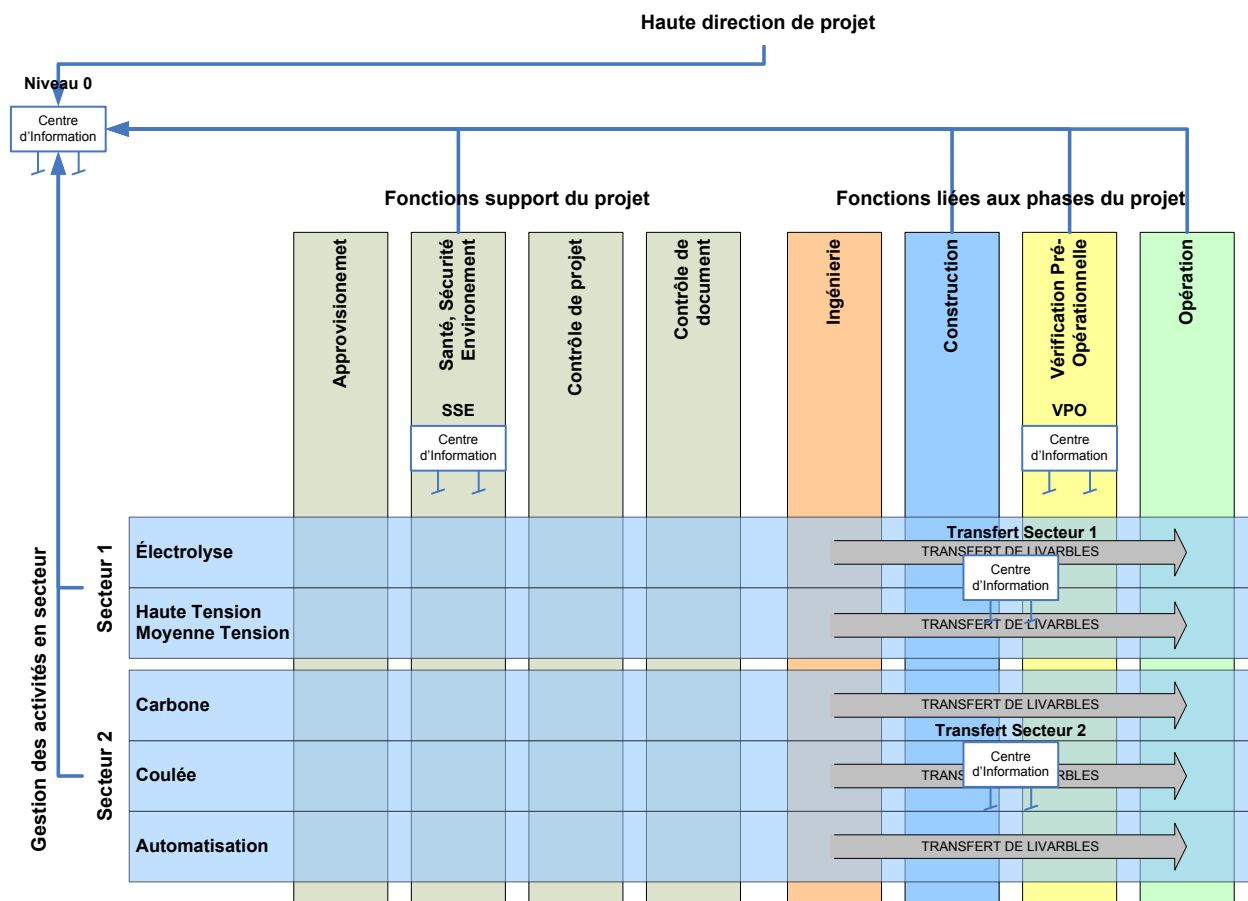 Haute direction de projet
Niveau 0
Centre
d'Information
Fonctions support du projet
Fonctions liées aux phases du projet
Approvisionemet
Santé, Sécurité
Environement
Contrôle de projet
Contrôle de
document
Ingénierie
Construction
Vérification Pré-
Opérationnelle
Opération
SSE
Centre
d'Information
VPO
Centre
d'Information
Gestion des activités en secteur
Secteur 1
Électrolyse
Transfert Secteur 1
TRANSFERT DE LIVARBLES
Centre
d'Information
Haute Tension
Moyenne Tension
TRANSFERT DE LIVARBLES
Secteur 2
Carbone
TRANSFERT DE LIVARBLES
Transfert Secteur 2
Centre
d'Information
Coulée
TRANSFERT DE LIVARBLES
Automatisation
TRANSFERT DE LIVARBLES